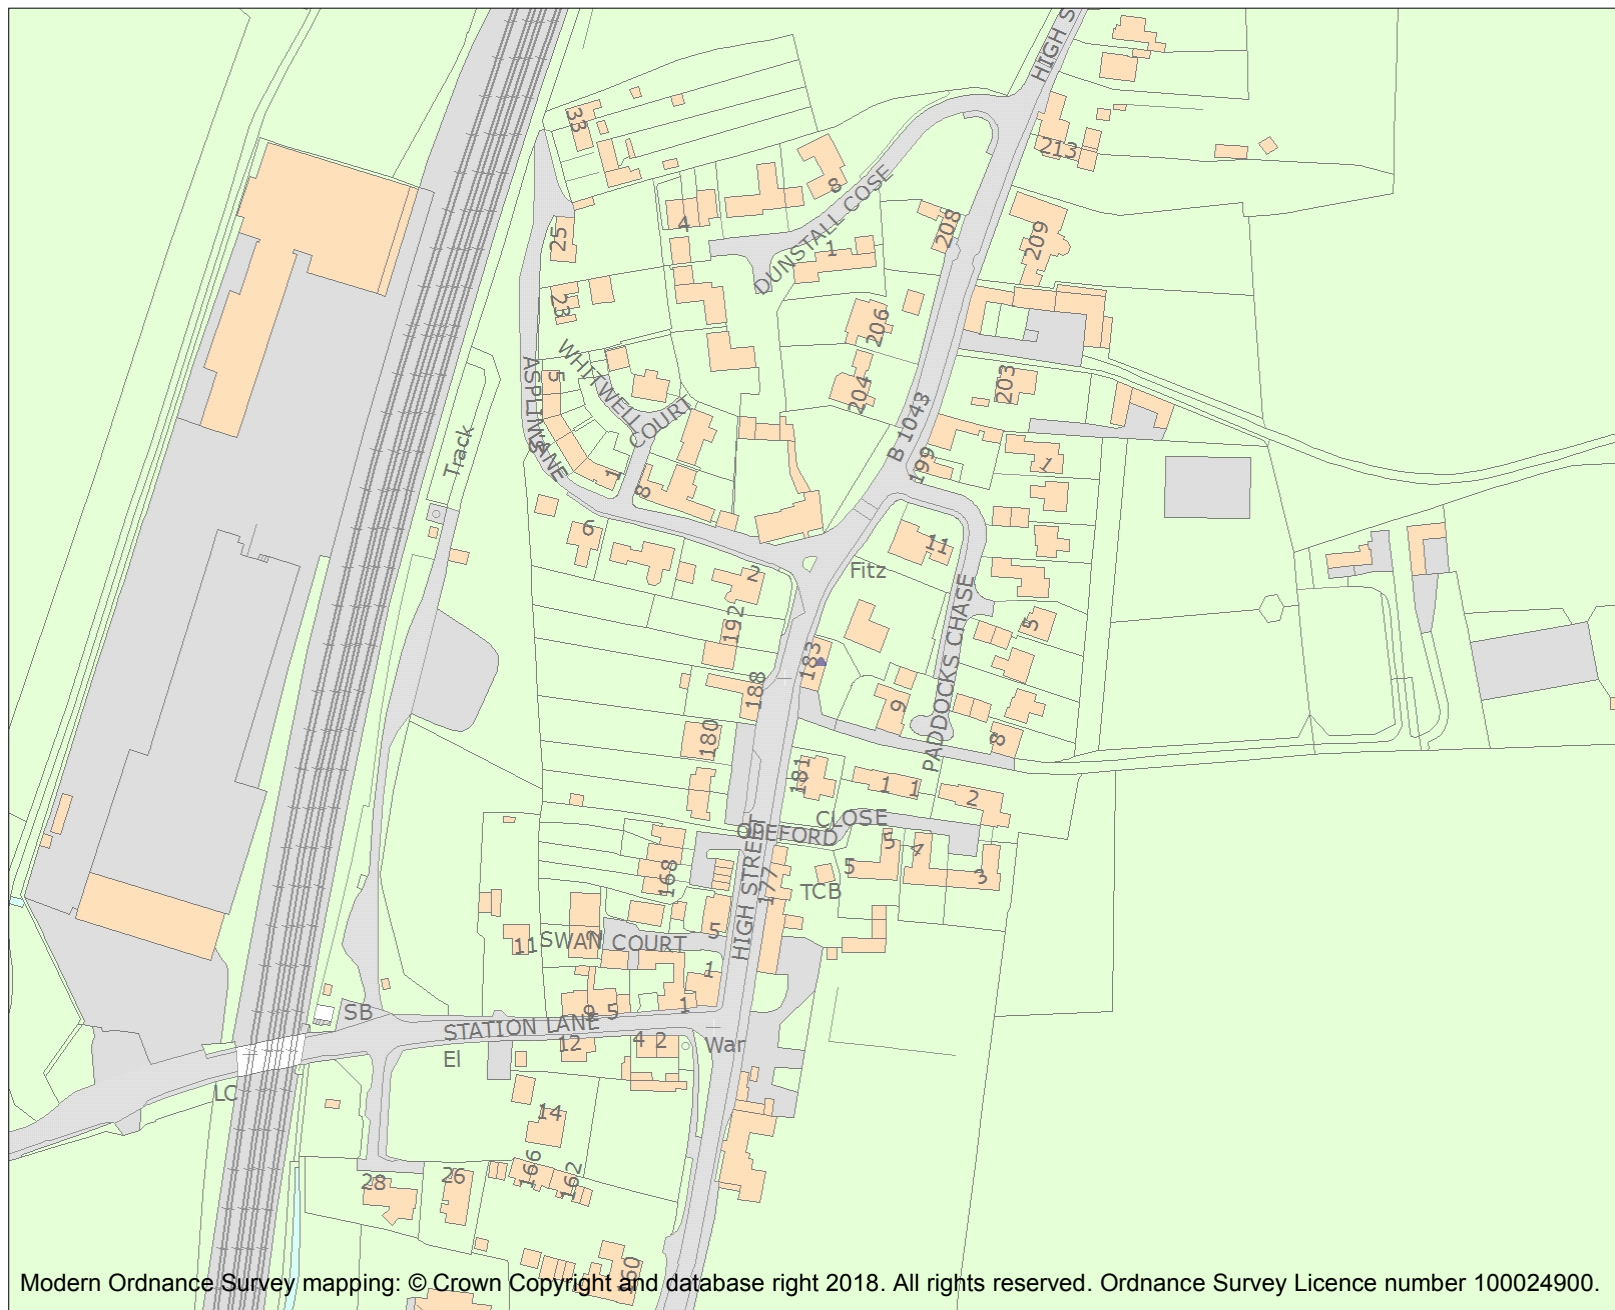 HIGH S
33
213
8
DUNSTALL COSE
4
208
209
25
1
23
206
WHITWELL
COURT
5
203
204
ASPLINS
LANE
B 1043
Track
199
1
1
8
6
11
2
Fitz
192
5
183
188
PADDOCKS CHASE
9
180
8
181
1
1
2
CLOSE
HIGH STREET
5
4
168
5
177
3
TCB
5
11
SWAN COURT
1
SB
9
5
1
STATION LANE
12
4
2
War
El
LC
14
166
162
28
26
Modern Ordnance Survey mapping: © Crown Copyright and database right 2018. All rights reserved. Ordnance Survey Licence number 100024900.